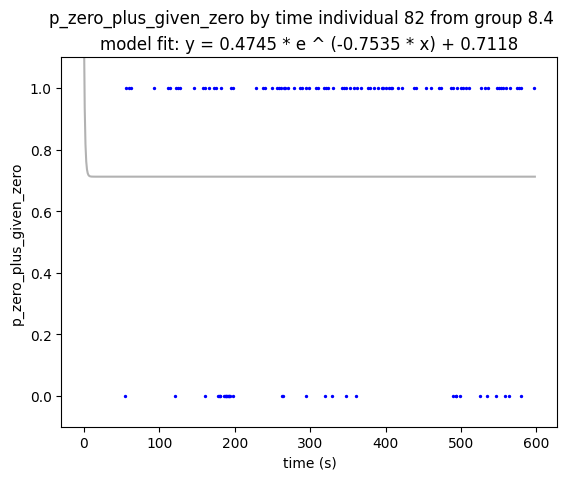 p_zero_plus_given_zero by time individual 82 from group 8.4
model fit: y = 0.4745 * e ^ (-0.7535 * x) + 0.7118
1.0
0.8
0.6
0.4
0.2
0.0
p_zero_plus_given_zero
0 100 200 300 400 500 600
time (s)